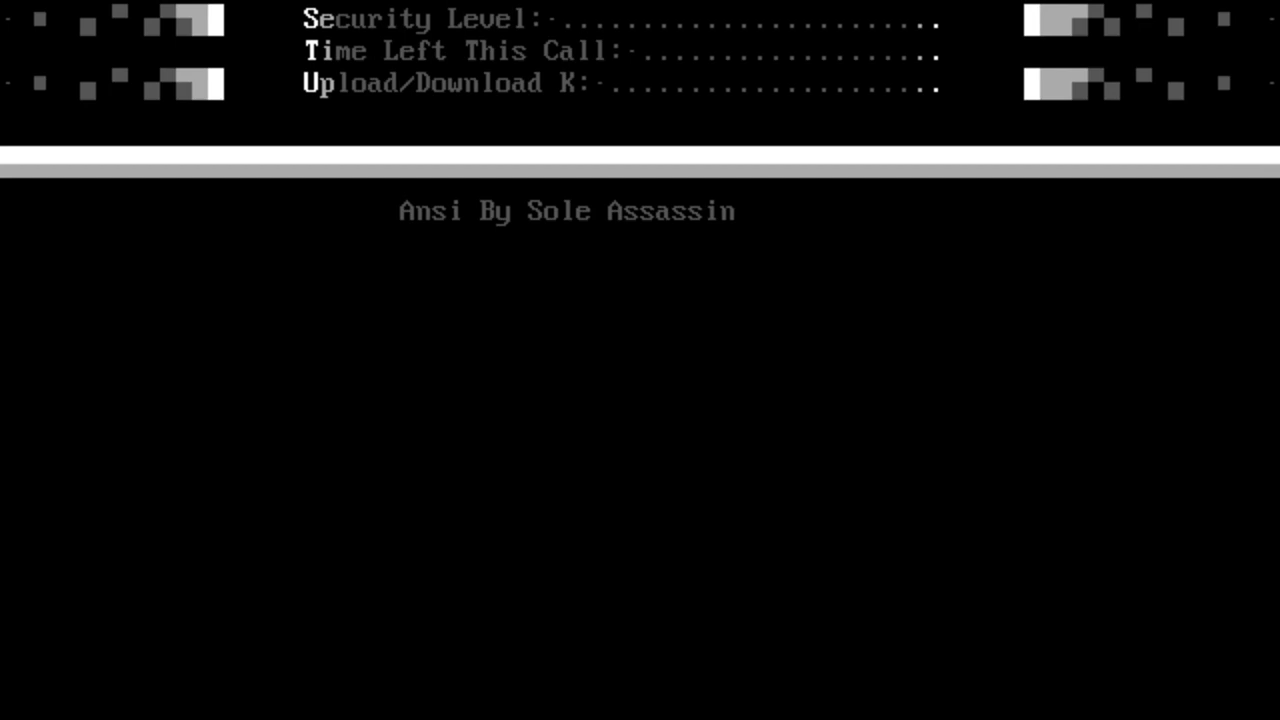 Security Level:·.........................
Time Left This Call:·....................
Upload/Download K:·......................
Ansi By Sole Assassin